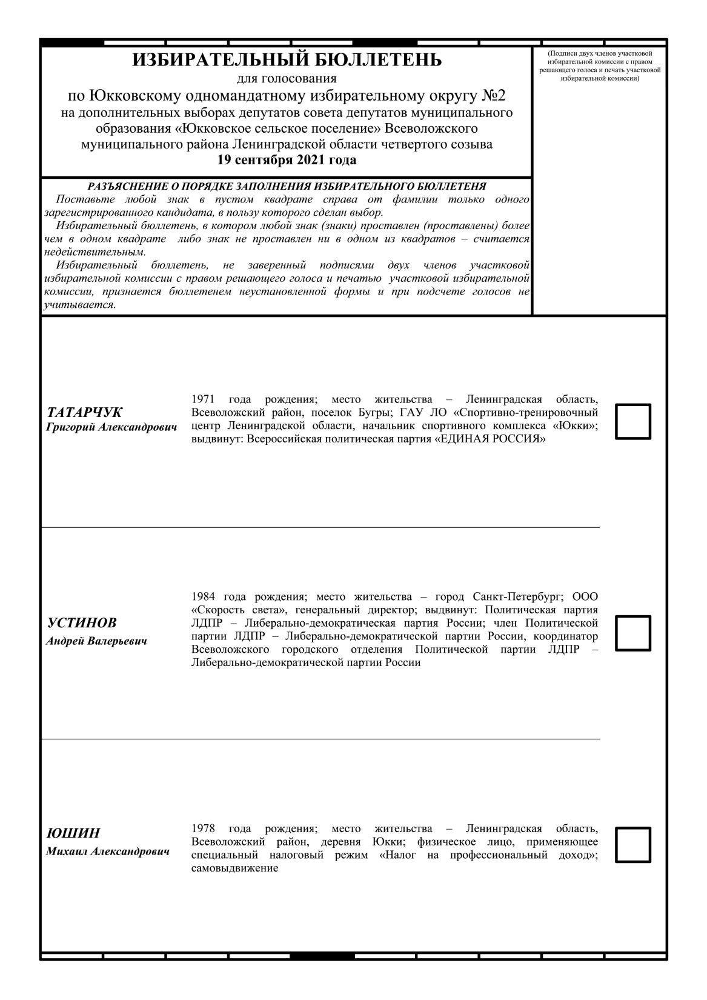 ИЗБИРАТЕЛЬНЫЙ БЮЛЛЕТЕНЬ
для голосования
по Юкковскому одномандатному избирательному округу №2
на дополнительных выборах депутатов совета депутатов муниципального
образования «Юкковское сельское поселение» Всеволожского
муниципального района Ленинградской области четвертого созыва
19 сентября 2021 года
(Подписи двух членов участковой
избирательной комиссии с правом
решающего голоса и печать участковой
избирательной комиссии)
РАЗЪЯСНЕНИЕ О ПОРЯДКЕ ЗАПОЛНЕНИЯ ИЗБИРАТЕЛЬНОГО БЮЛЛЕТЕНЯ
Поставьте любой знак в пустом квадрате справа от фамилии только одного
зарегистрированного кандидата, в пользу которого сделан выбор.
Избирательный бюллетень, в котором любой знак (знаки) проставлен (проставлены) более
чем в одном квадрате либо знак не проставлен ни в одном из квадратов – считается
недействительным.
Избирательный бюллетень, не заверенный подписями двух членов участковой
избирательной комиссии с правом решающего голоса и печатью участковой избирательной
комиссии, признается бюллетенем неустановленной формы и при подсчете голосов не
учитывается.
ТАТАРЧУК
Григорий Александрович
1971 года рождения; место жительства – Ленинградская область,
Всеволожский район, поселок Бугры; ГАУ ЛО «Спортивно-тренировочный
центр Ленинградской области, начальник спортивного комплекса «Юкки»;
выдвинут: Всероссийская политическая партия «ЕДИНАЯ РОССИЯ»
УСТИНОВ
Андрей Валерьевич
1984 года рождения; место жительства – город Санкт-Петербург; ООО
«Скорость света», генеральный директор; выдвинут: Политическая партия
ЛДПР – Либерально-демократическая партия России; член Политической
партии ЛДПР – Либерально-демократической партии России, координатор
Всеволожского городского отделения Политической партии ЛДПР –
Либерально-демократической партии России
ЮШИН
Михаил Александрович
1978 года рождения; место жительства – Ленинградская область,
Всеволожский район, деревня Юкки; физическое лицо, применяющее
специальный налоговый режим «Налог на профессиональный доход»;
самовыдвижение